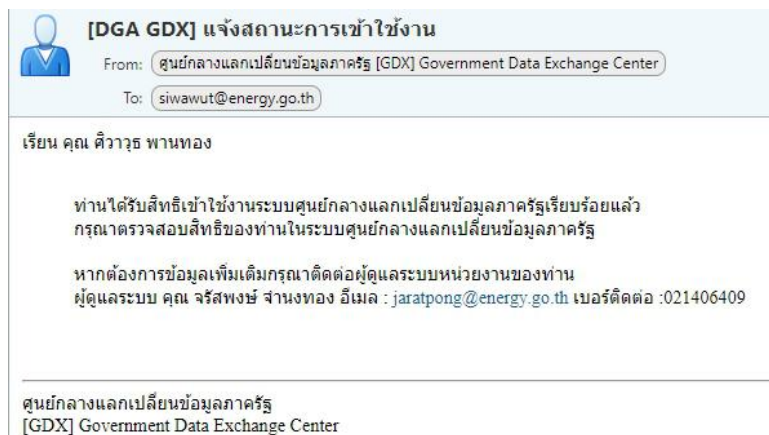 [DGA GDX] แจ้งสถานะการเข้าใช้งาน
From: ศูนย์กลางแลกเปลี่ยนข้อมูลภาครัฐ [GDX] Government Data Exchange Center
To: siwawut@energy.go.th
เรียน คุณ ศิวาวุธ พานทอง
ท่านได้รับสิทธิเข้าใช้งานระบบศูนย์กลางแลกเปลี่ยนข้อมูลภาครัฐเรียบร้อยแล้ว
กรุณาตรวจสอบสิทธิของท่านในระบบศูนย์กลางแลกเปลี่ยนข้อมูลภาครัฐ
หากต้องการข้อมูลเพิ่มเติมกรุณาติดต่อผู้ดูแลระบบหน่วยงานของท่าน
ผู้ดูแลระบบ คุณ จรัสพงษ์ จำนงทอง อีเมล : jaratpong@energy.go.th เบอร์ติดต่อ :021406409
ศูนย์กลางแลกเปลี่ยนข้อมูลภาครัฐ
[GDX] Government Data Exchange Center